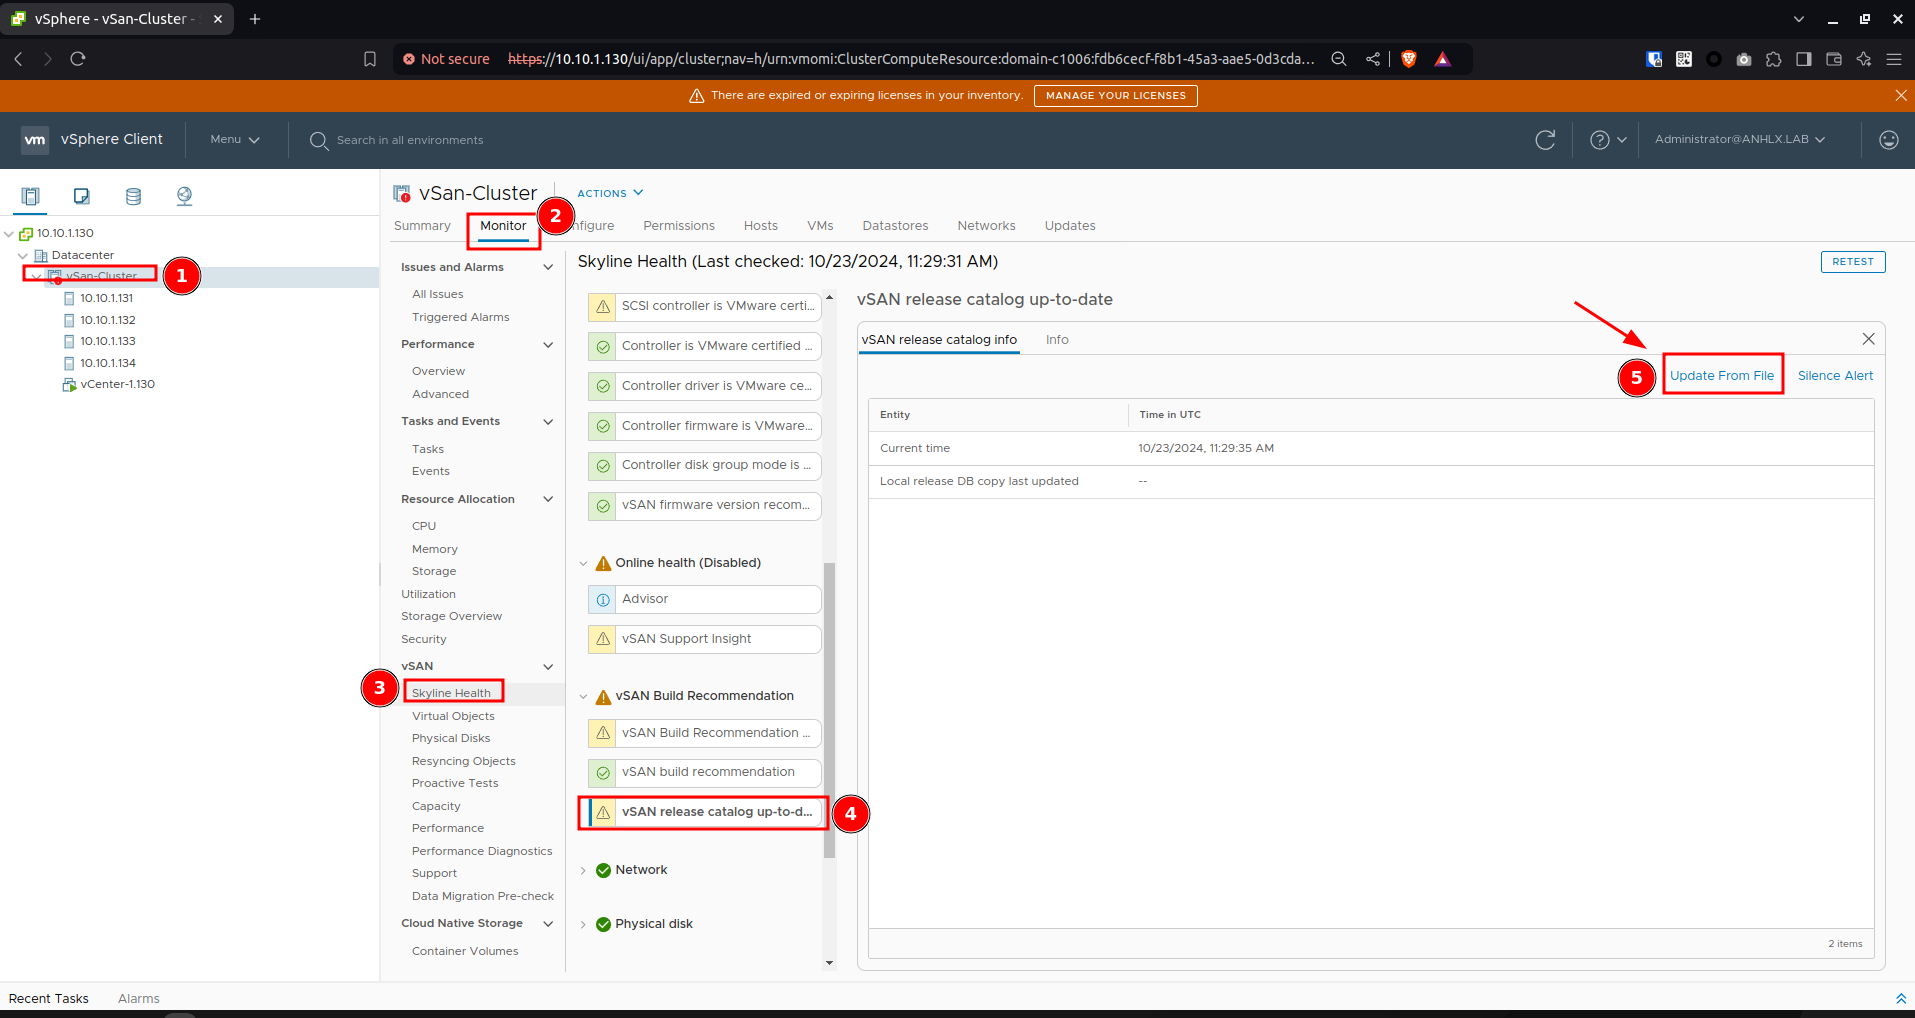 vSphere - vSan-Cluster -
Not secure https://10.10.1.130/ui/app/cluster;nav=h/urn:vmomi:ClusterComputeResource:domain-c1006:fdb6cecf-f8b1-45a3-aae5-0d3cda...
There are expired or expiring licenses in your inventory. MANAGE YOUR LICENSES
vm vSphere Client Menu Search in all environments Administrator@ANHLX.LAB
vSan-Cluster ACTIONS
2
Summary Monitor nfigure Permissions Hosts VMs Datastores Networks Updates
10.10.1.130
Datacenter
vSan-Cluster
1
10.10.1.131
10.10.1.132
10.10.1.133
10.10.1.134
vCenter-1.130
Issues and Alarms
All Issues
Triggered Alarms
Performance
Overview
Advanced
Tasks and Events
Tasks
Events
Resource Allocation
CPU
Memory
Storage
Utilization
Storage Overview
Security
vSAN
3
Skyline Health
Virtual Objects
Physical Disks
Resyncing Objects
Proactive Tests
Capacity
Performance
Performance Diagnostics
Support
Data Migration Pre-check
Cloud Native Storage
Container Volumes
Skyline Health (Last checked: 10/23/2024, 11:29:31 AM)
RETEST
SCSI controller is VMware certi...
Controller is VMware certified ...
Controller driver is VMware ce...
Controller firmware is VMware...
Controller disk group mode is ...
vSAN firmware version recom...
Online health (Disabled)
Advisor
vSAN Support Insight
vSAN Build Recommendation
vSAN Build Recommendation ...
vSAN build recommendation
vSAN release catalog up-to-d...
4
Network
Physical disk
vSAN release catalog up-to-date
vSAN release catalog info Info
5
Update From File Silence Alert
Entity Time in UTC
Current time 10/23/2024, 11:29:35 AM
Local release DB copy last updated --
2 items
Recent Tasks Alarms